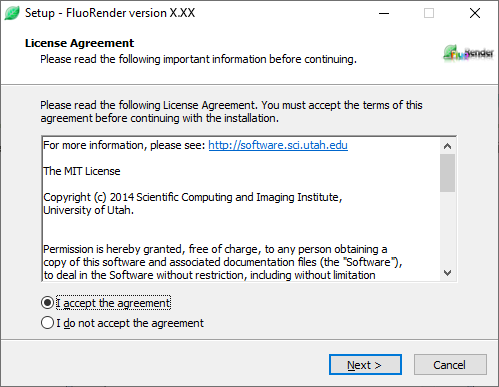 Setup - FluoRender version X.XX
License Agreement
Please read the following important information before continuing.
FluoRender
Please read the following License Agreement. You must accept the terms of this
agreement before continuing with the installation.
For more information, please see: http://software.sci.utah.edu
The MIT License
Copyright (c) 2014 Scientific Computing and Imaging Institute,
University of Utah.
Permission is hereby granted, free of charge, to any person obtaining a
copy of this software and associated documentation files (the "Software"),
to deal in the Software without restriction, including without limitation
I accept the agreement
I do not accept the agreement
Next >
Cancel